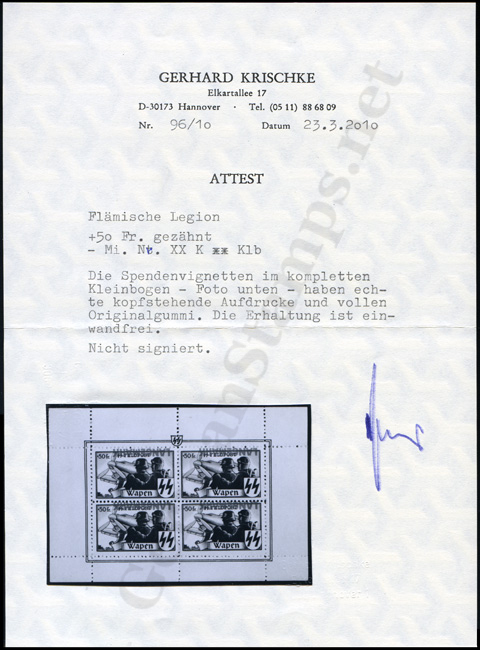 GERHARD KRISCHKE
Elkartallee 17
D-30173 Hannover · Tel. (05 11) 88 68 09
Nr. 96/10 Datum 23.3.2010
ATTEST
Flämische Legion
+50 Fr. gezähnt
- Mi. Nr. XX K ** Klb
Die Spendenvignetten im kompletten
Kleinbogen - Foto unten - haben ech-
te kopfstehende Aufdrucke und vollen
Originalgummi. Die Erhaltung ist ein-
wandfrei.
Nicht signiert.
Wapen Wapen
Wapen Wapen
GermanStamps.net